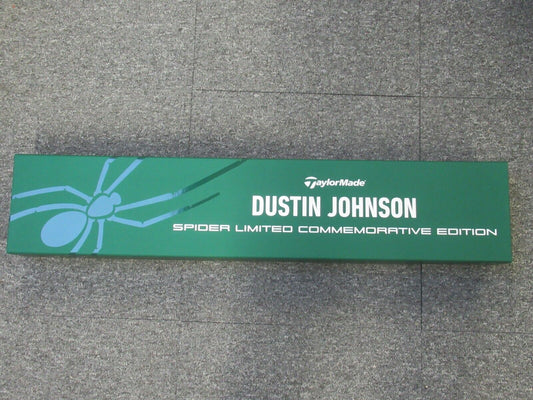 TaylorMade
DUSTIN JOHNSON
SPIDER LIMITED COMMEMORATIVE EDITION